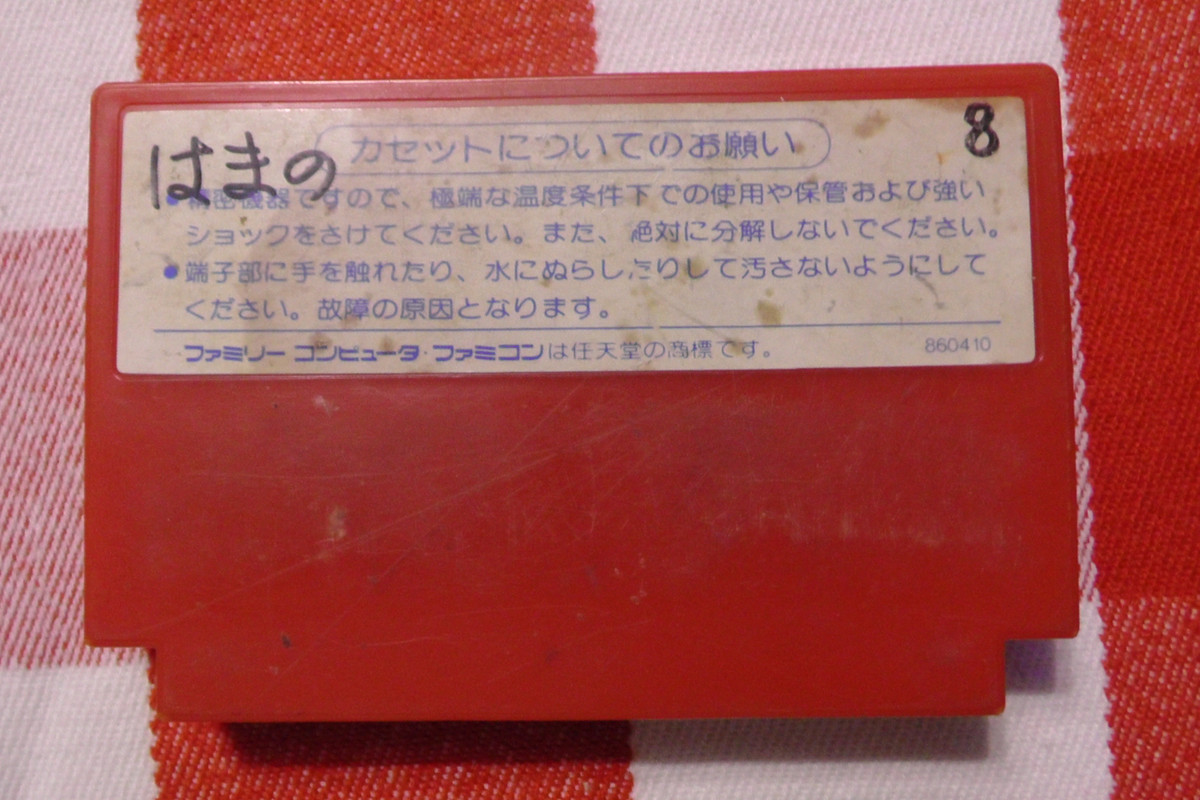 はまの
8
カセットについてのお願い
●精密機器ですので、極端な温度条件下での使用や保管および強い
ショックをさけてください。また、絶対に分解しないでください。
●端子部に手を触れたり、水にぬらしたりして汚さないようにして
ください。故障の原因となります。
ファミリーコンピュータ・ファミコンは任天堂の商標です。
860410